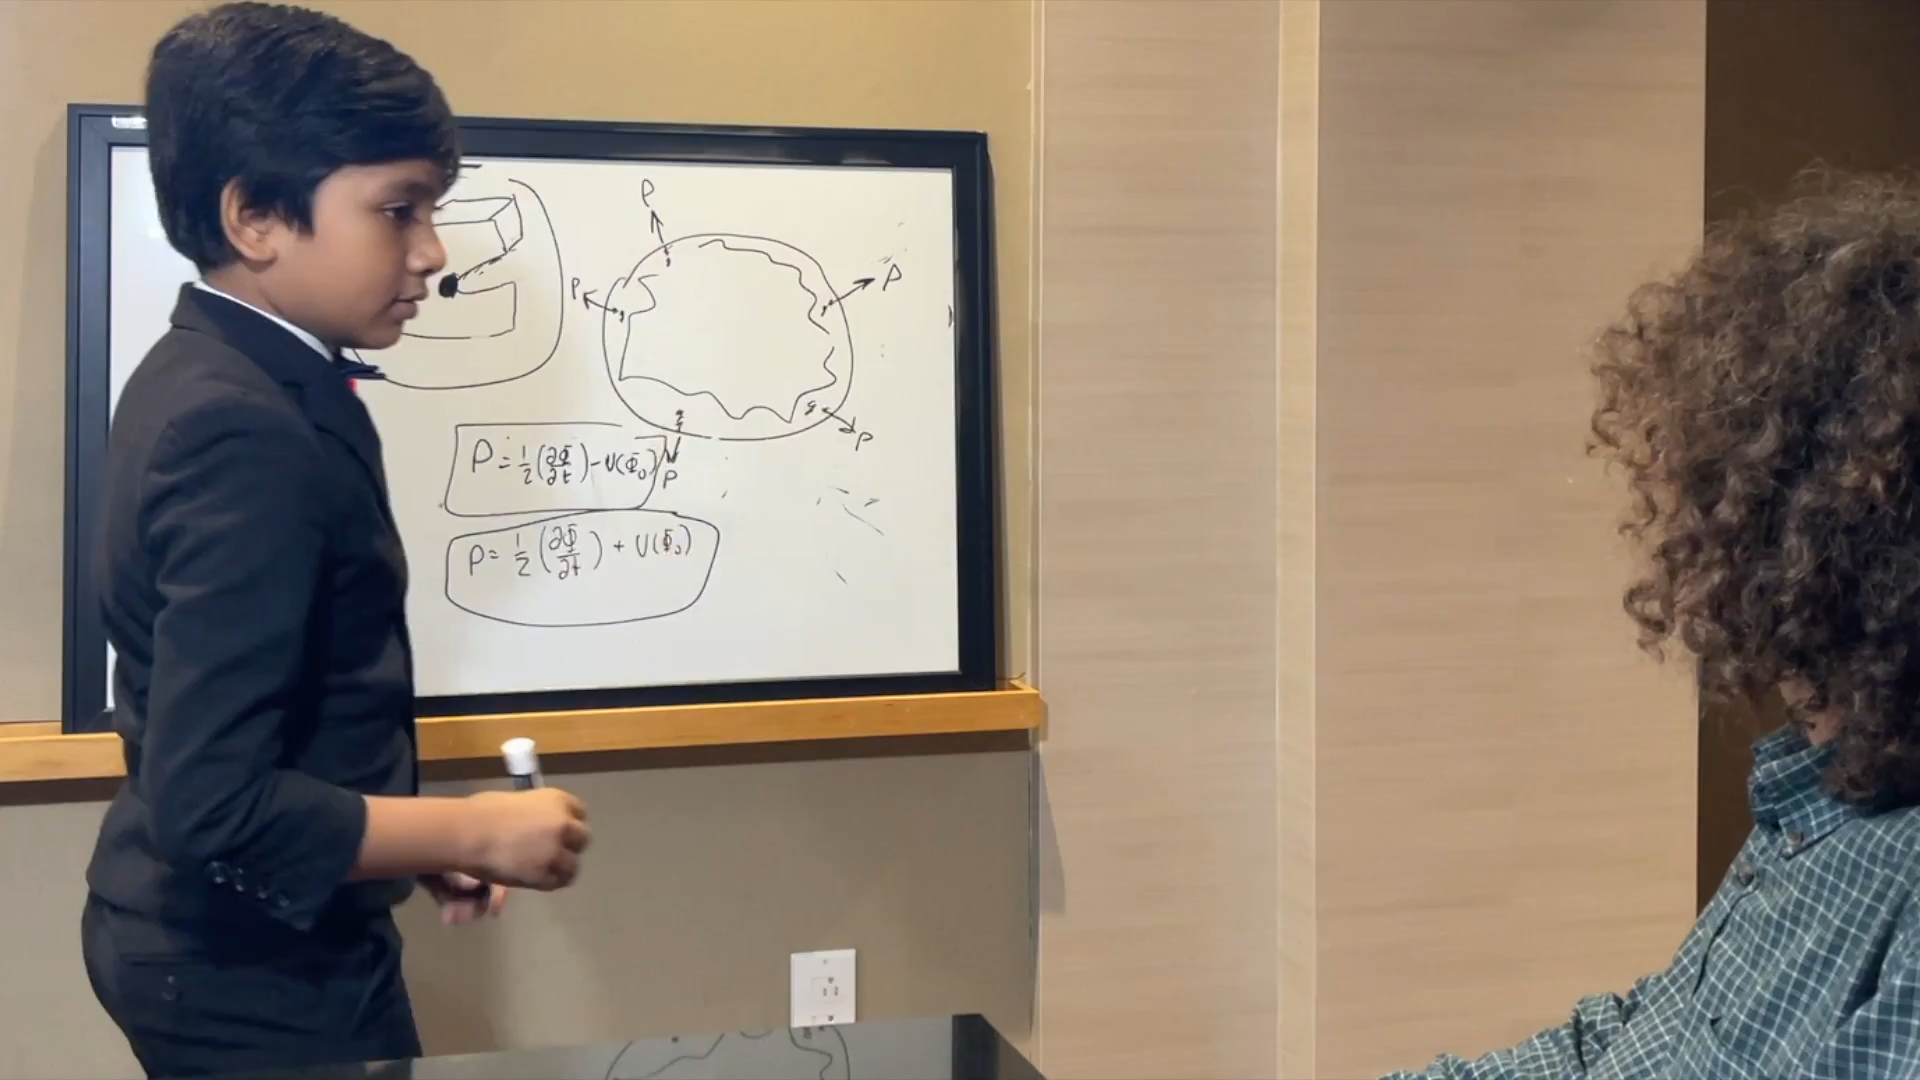 P
P
P
P
P = 1/2 (∂Φ/∂t) - U(Φ₀)
P
P = 1/2 (∂Φ/∂t) + U(Φ₀)